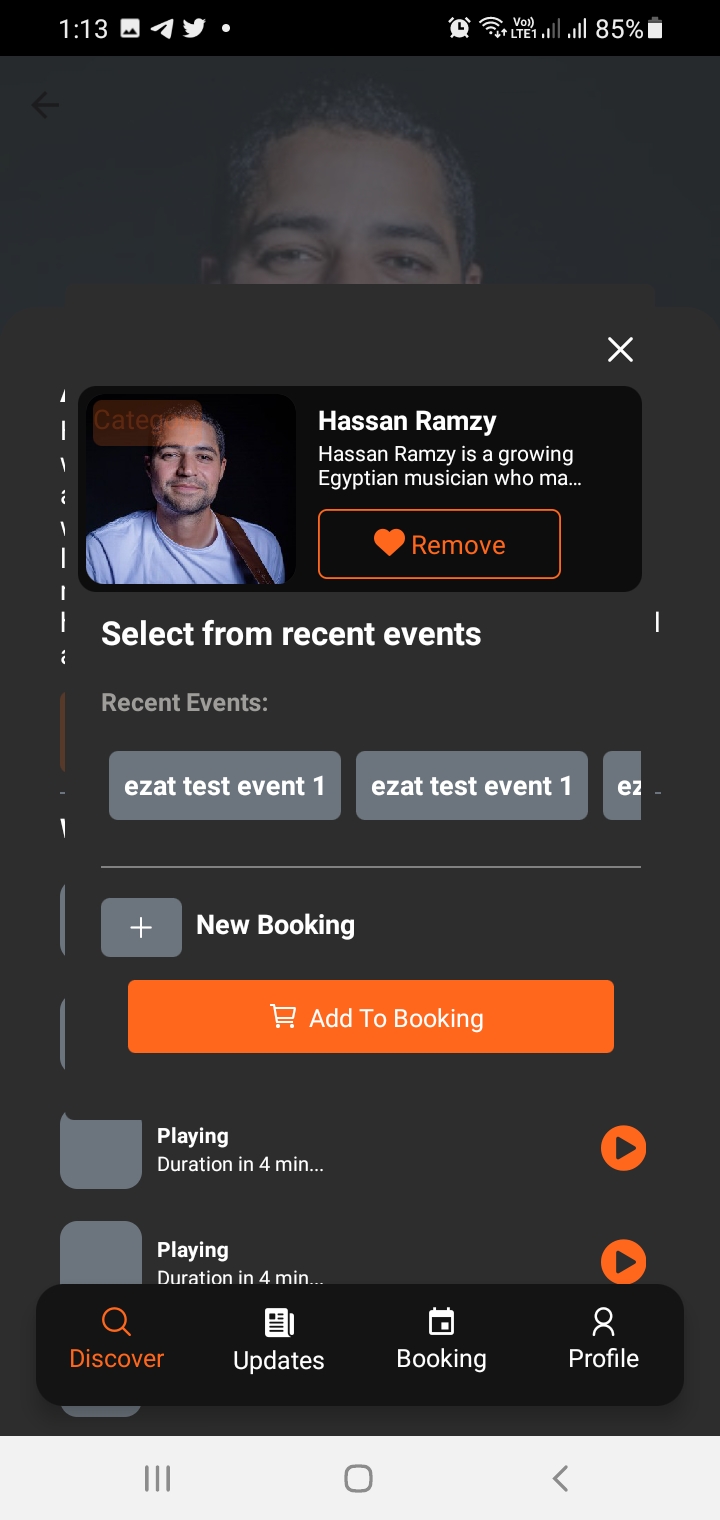 1:13
Vo)) LTE1
85%
Categ
Hassan Ramzy
Hassan Ramzy is a growing
Egyptian musician who ma...
Remove
Select from recent events
Recent Events:
ezat test event 1
ezat test event 1
ez
New Booking
Add To Booking
Playing
Duration in 4 min...
Playing
Duration in 4 min...
Discover
Updates
Booking
Profile